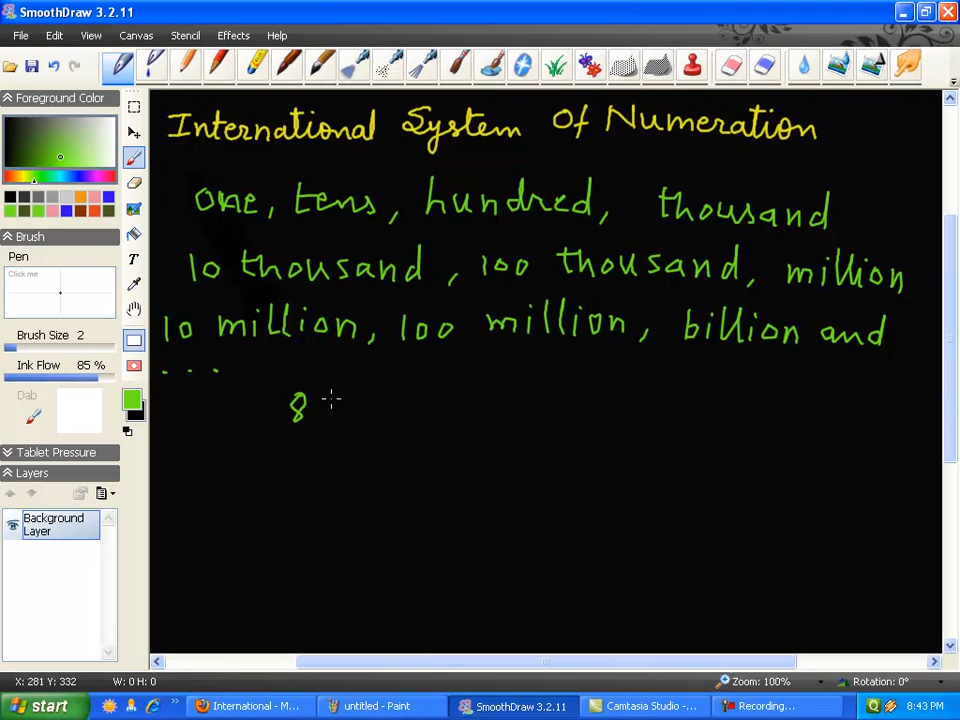 SmoothDraw 3.2.11
File Edit View Canvas Stencil Effects Help
Foreground Color
International System Of Numeration
one, tens, hundred, thousand
10 thousand, 100 thousand, million
10 million, 100 million, billion and
...
8
Brush
Pen
Click me
Brush Size 2
Ink Flow 85 %
Dab
Tablet Pressure
Layers
Background Layer
X: 281 Y: 332 W: 0 H: 0 Zoom: 100% Rotation: 0°
start International - M... untitled - Paint SmoothDraw 3.2.11 Camtasia Studio -... Recording... 8:43 PM